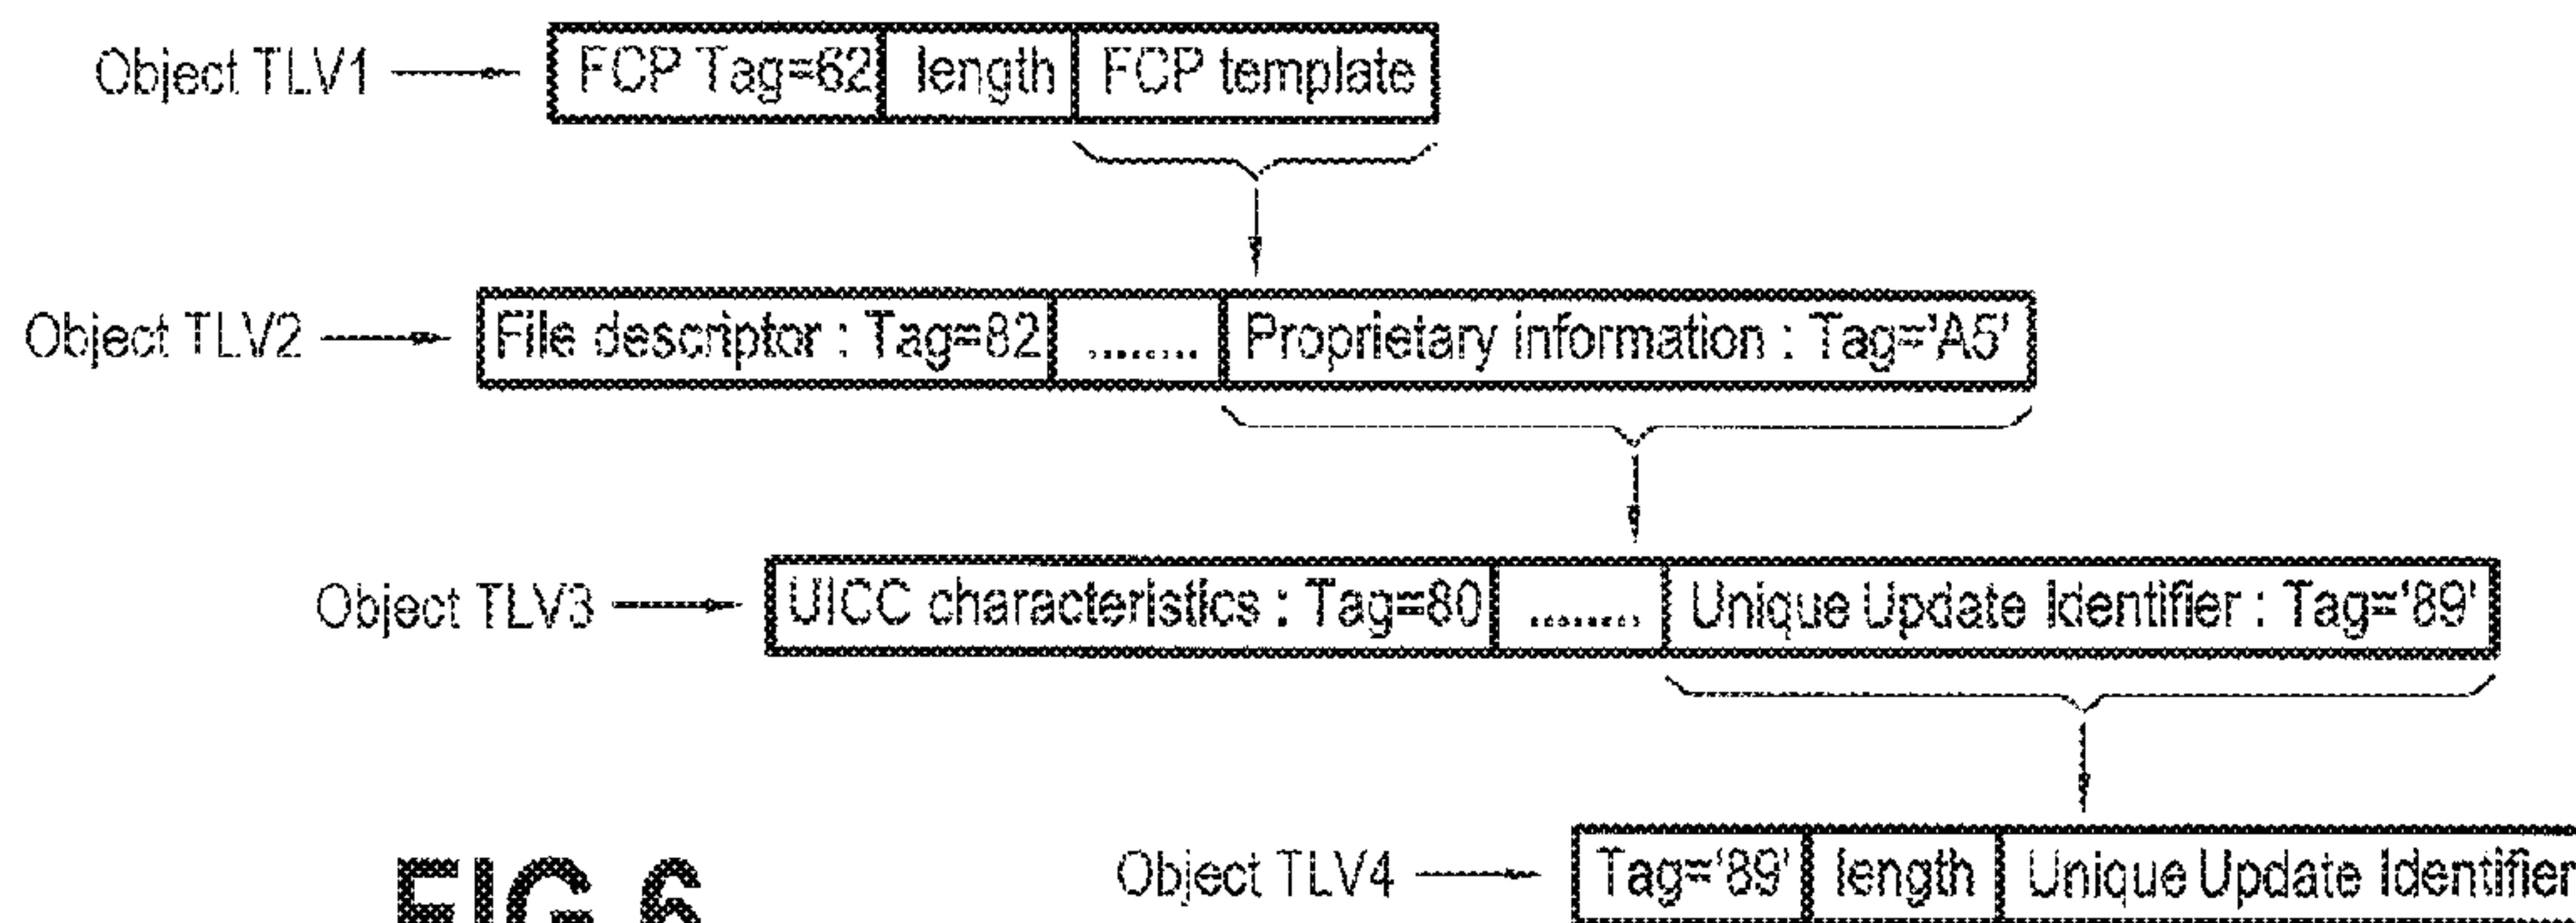 Object TLV1 FCP Tag=62 length FCP template
Object TLV2 File descriptor : Tag=82 ........ Proprietary information : Tag='A5'
Object TLV3 UICC characteristics : Tag=80 ........ Unique Update Identifier : Tag='89'
Object TLV4 Tag='89' length Unique Update Identifier
FIG.6